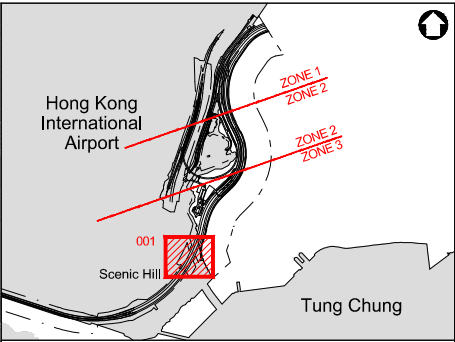 ZONE 1
ZONE 2
Hong Kong
International
Airport
ZONE 2
ZONE 3
001
Scenic Hill
Tung Chung